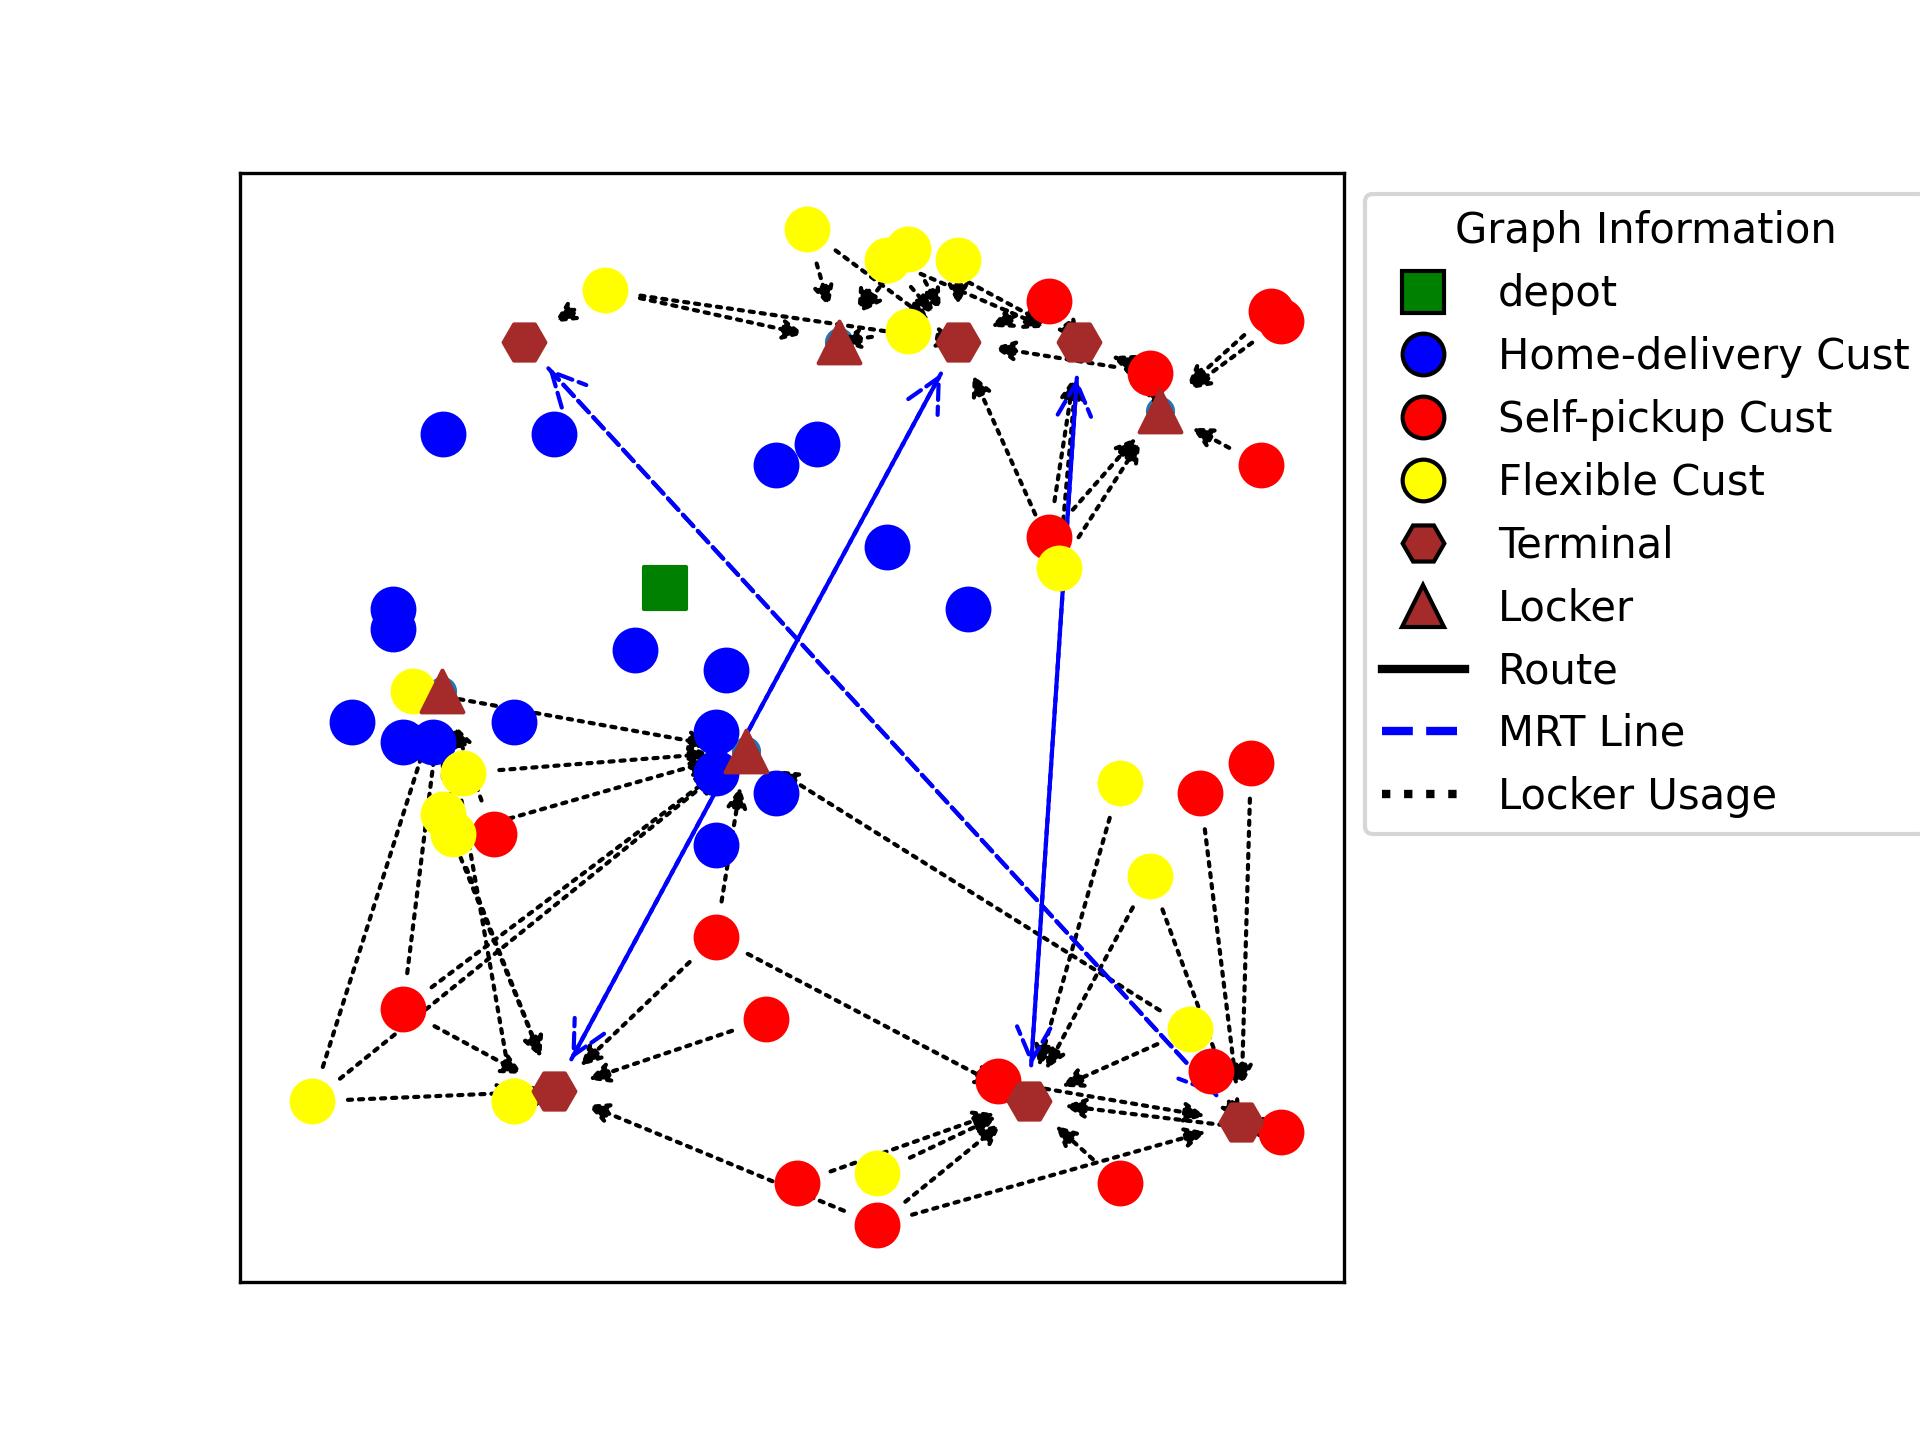 Graph Information
depot
Home-delivery Cust
Self-pickup Cust
Flexible Cust
Terminal
Locker
Route
MRT Line
Locker Usage